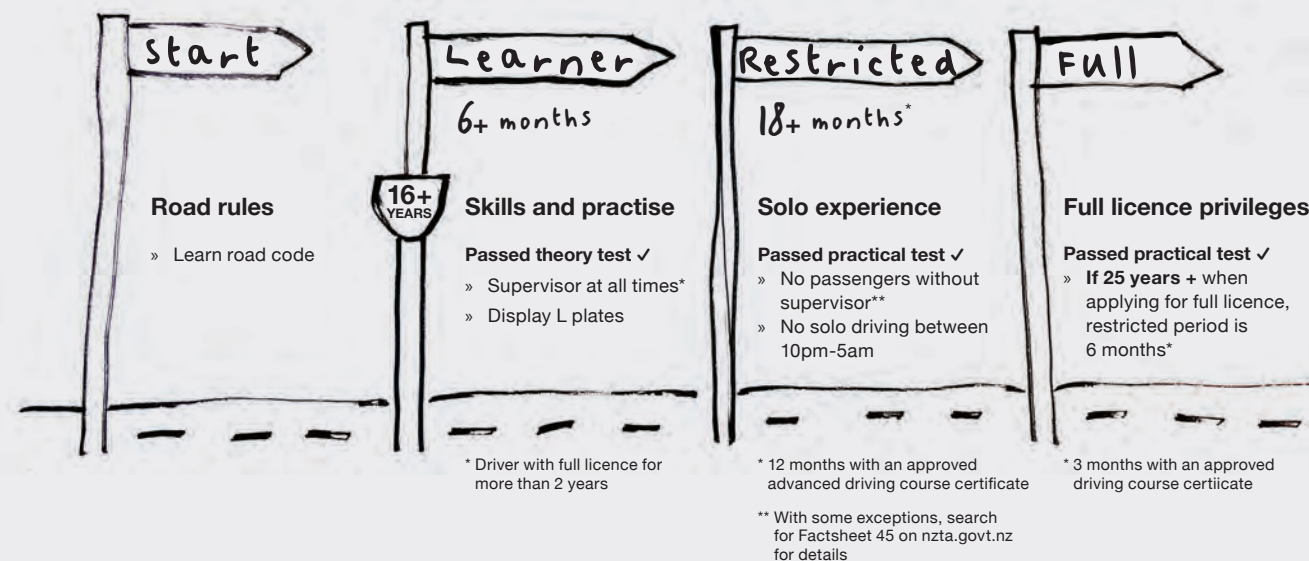 Start
Road rules
» Learn road code
Learner
6+ months
16+
YEARS
Skills and practise
Passed theory test ✓
» Supervisor at all times*
» Display L plates
* Driver with full licence for
more than 2 years
Restricted
18+ months*
Solo experience
Passed practical test ✓
» No passengers without
supervisor**
» No solo driving between
10pm-5am
* 12 months with an approved
advanced driving course certificate
** With some exceptions, search
for Factsheet 45 on nzta.govt.nz
for details
Full
Full licence privileges
Passed practical test ✓
» If 25 years + when
applying for full licence,
restricted period is
6 months*
* 3 months with an approved
driving course certiicate